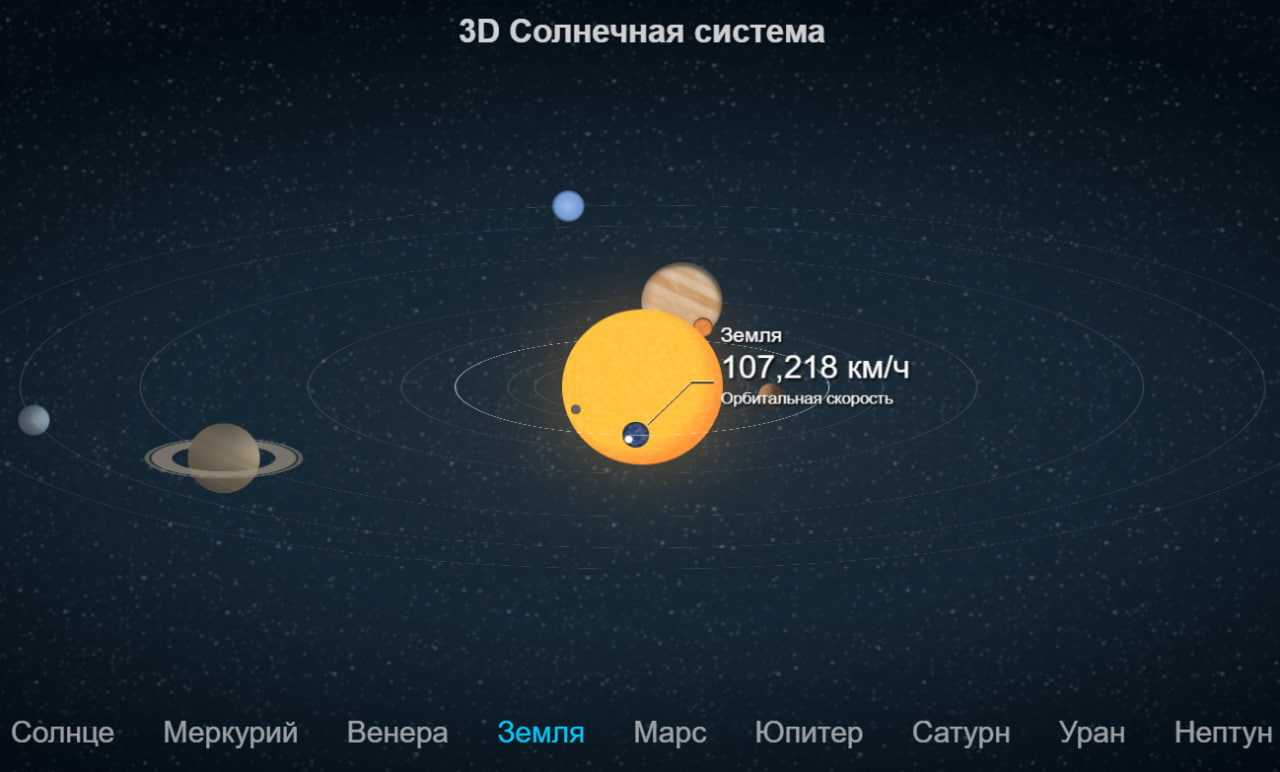 3D Солнечная система
Земля
107,218 км/ч
Орбитальная скорость
Солнце Меркурий Венера Земля Марс Юпитер Сатурн Уран Нептун